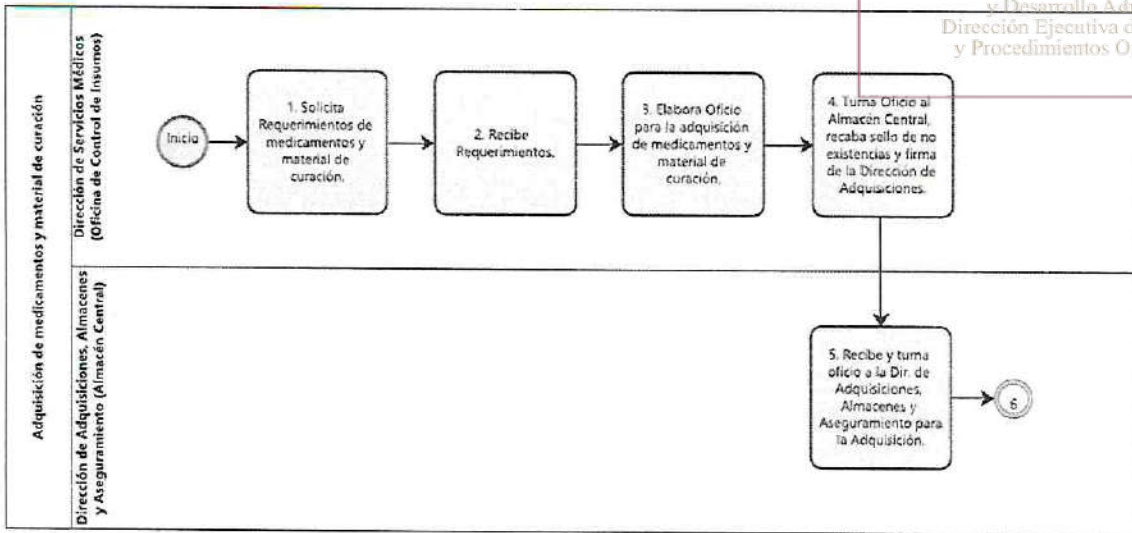 y Desarrollo
Dirección Ejecutiva
y Procedimientos
Adquisición de medicamentos y material de curación
Dirección de Servicios Médicos
(Oficina de Control de Insumos)
Inicio
1. Solicita
Requerimientos de
medicamentos y
material de
curación.
2. Recibe
Requerimientos.
3. Elabora Oficio
para la adquisición
de medicamentos y
material de
curación.
4. Turna Oficio al
Almacén Central,
recaba sello de no
existencias y firma
de la Dirección de
Adquisiciones.
Dirección de Adquisiciones, Almacenes
y Aseguramiento (Almacén Central)
5. Recibe y turna
oficio a la Dir. de
Adquisiciones,
Almacenes y
Aseguramiento para
la Adquisición.
6